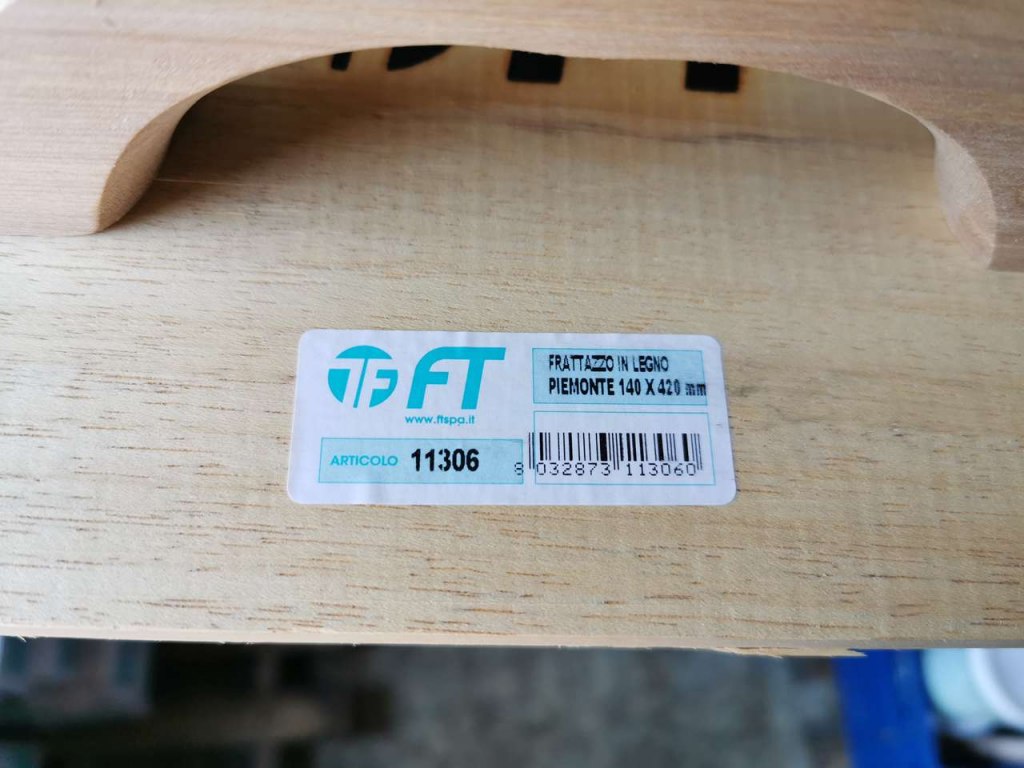 FT
www.ftspa.it
FRATTAZZO IN LEGNO
PIEMONTE 140 X 420 mm
ARTICOLO 11306
8 032873 113060